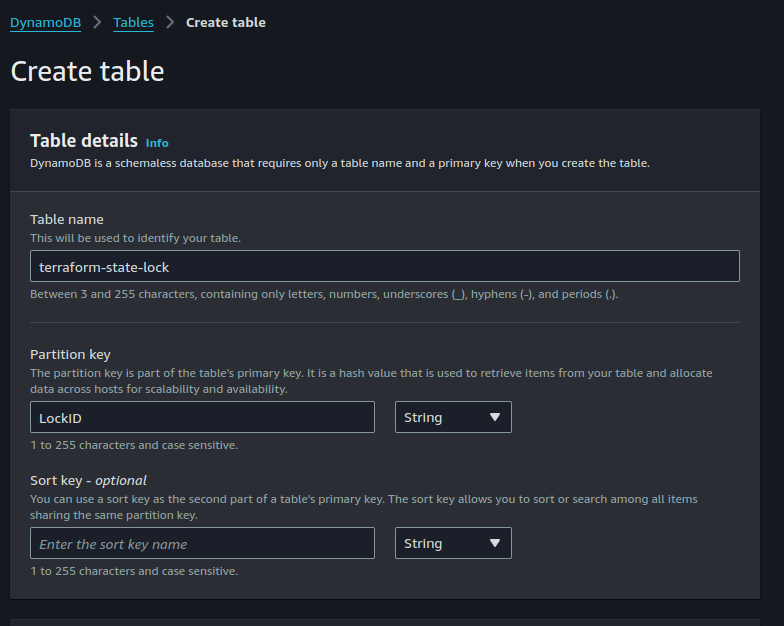 DynamoDB > Tables > Create table
Create table
Table details Info
DynamoDB is a schemaless database that requires only a table name and a primary key when you create the table.
Table name
This will be used to identify your table.
terraform-state-lock
Between 3 and 255 characters, containing only letters, numbers, underscores (_), hyphens (-), and periods (.).
Partition key
The partition key is part of the table's primary key. It is a hash value that is used to retrieve items from your table and allocate
data across hosts for scalability and availability.
LockID String
1 to 255 characters and case sensitive.
Sort key - optional
You can use a sort key as the second part of a table's primary key. The sort key allows you to sort or search among all items
sharing the same partition key.
Enter the sort key name String
1 to 255 characters and case sensitive.